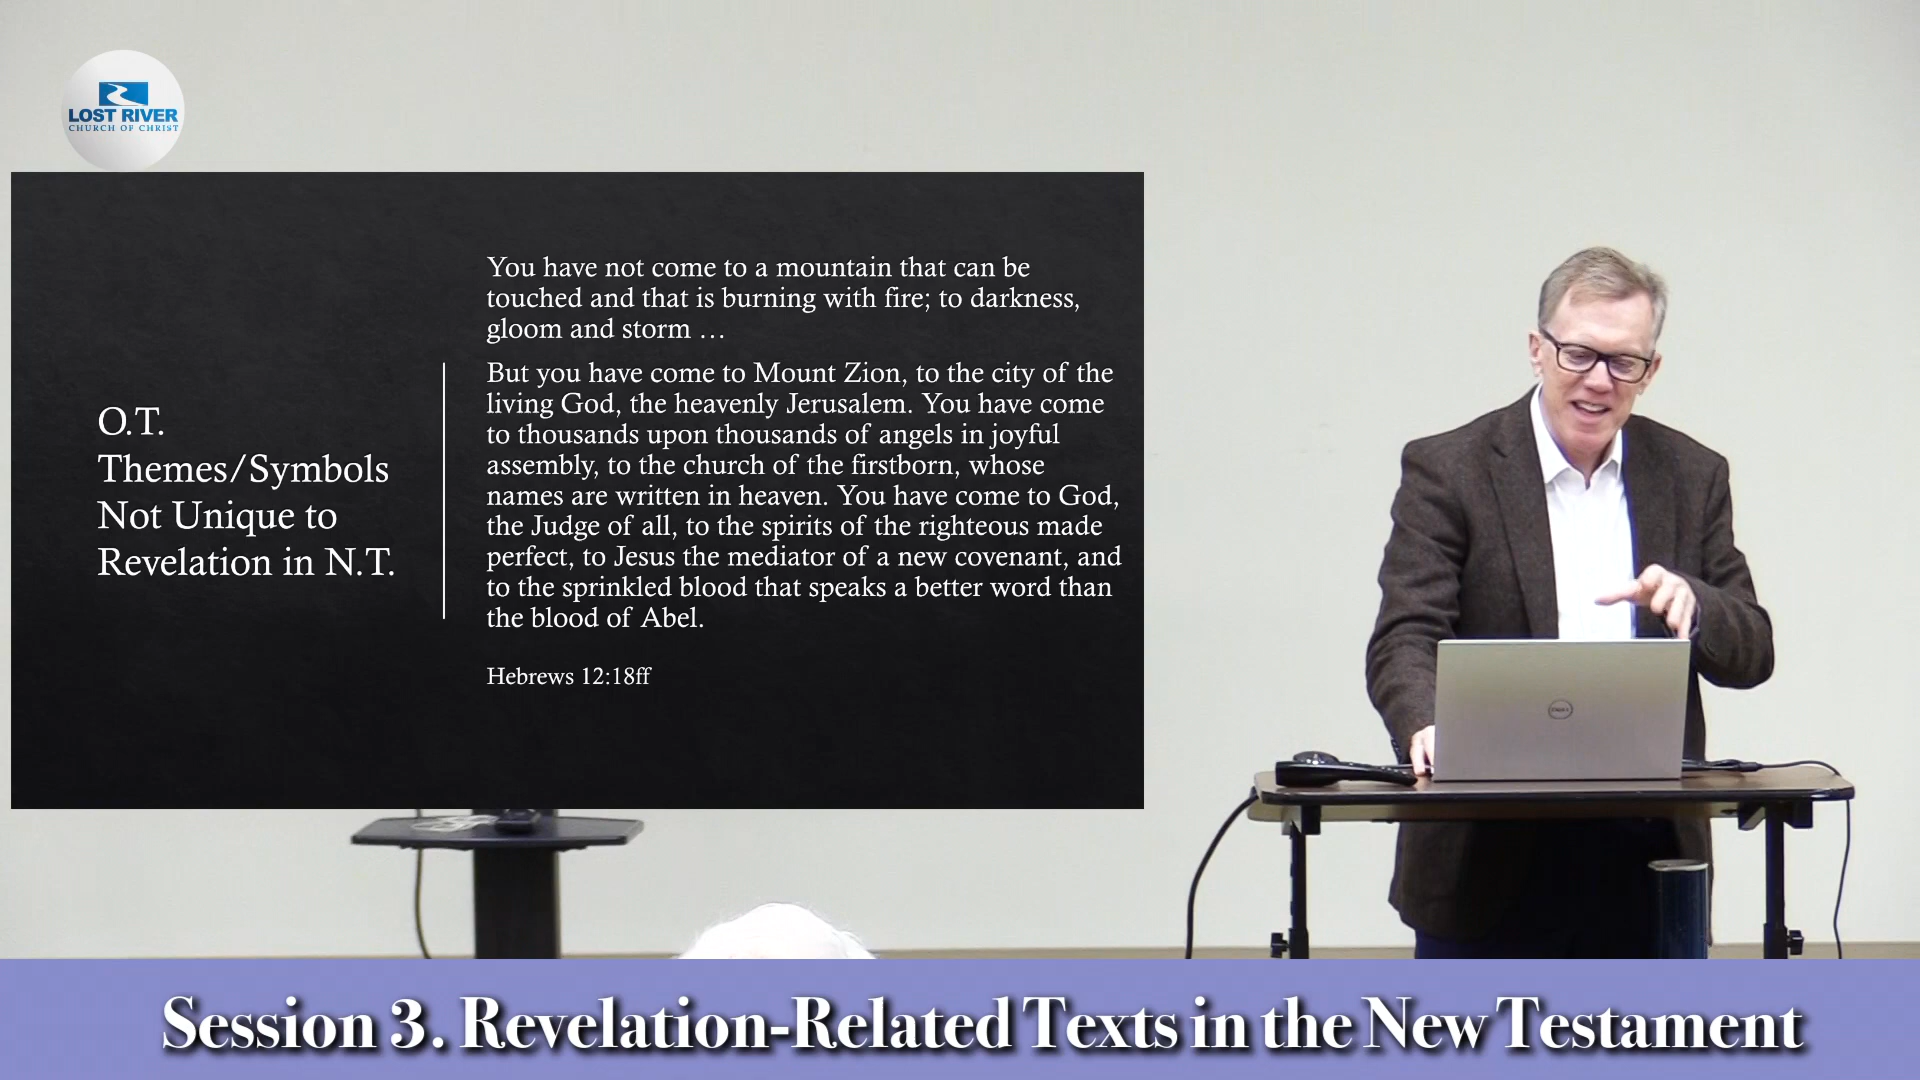 LOST RIVER
CHURCH OF CHRIST
O.T.
Themes/Symbols
Not Unique to
Revelation in N.T.
You have not come to a mountain that can be
touched and that is burning with fire; to darkness,
gloom and storm …
But you have come to Mount Zion, to the city of the
living God, the heavenly Jerusalem. You have come
to thousands upon thousands of angels in joyful
assembly, to the church of the firstborn, whose
names are written in heaven. You have come to God,
the Judge of all, to the spirits of the righteous made
perfect, to Jesus the mediator of a new covenant, and
to the sprinkled blood that speaks a better word than
the blood of Abel.
Hebrews 12:18ff
DELL
Session 3. Revelation-Related Texts in the New Testament